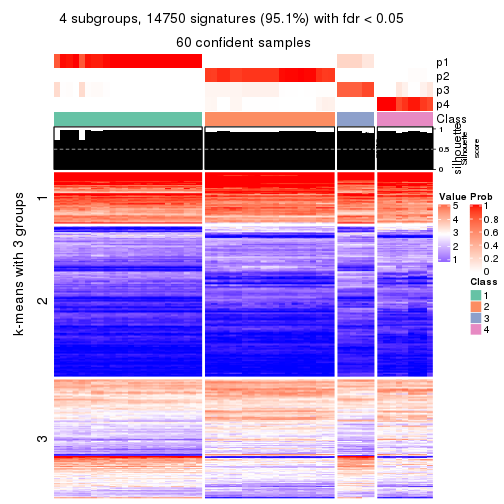 4 subgroups, 14750 signatures (95.1%) with fdr < 0.05
60 confident samples
p1
p2
p3
p4
Class
1
0.5
0
silhouette
Silhouette
score
k-means with 3 groups
1
2
3
Value
5
4
3
2
1
Prob
1
0.8
0.6
0.4
0.2
0
Class
1
2
3
4